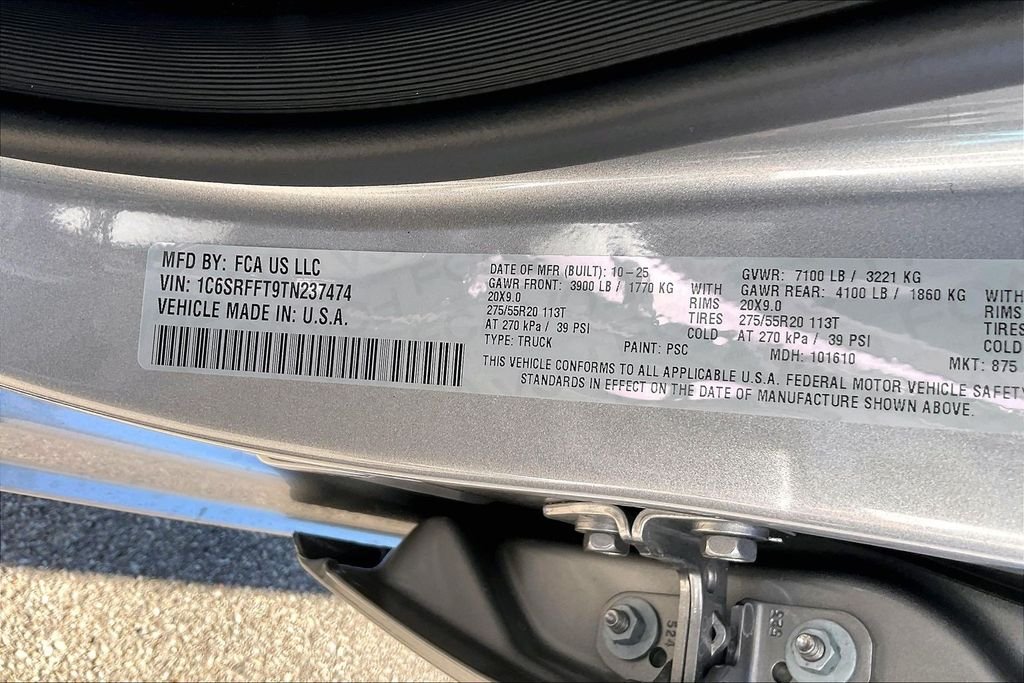 MFD BY: FCA US LLC
VIN: 1C6SRFFT9TN237474
VEHICLE MADE IN: U.S.A.
DATE OF MFR (BUILT): 10-25 GVWR: 7100 LB / 3221 KG
GAWR FRONT: 3900 LB / 1770 KG WITH GAWR REAR: 4100 LB / 1860 KG WITH
20X9.0 RIMS 20X9.0 RIMS
275/55R20 113T TIRES 275/55R20 113T TIRES
AT 270 kPa / 39 PSI COLD AT 270 kPa / 39 PSI COLD
TYPE: TRUCK PAINT: PSC MDH: 101610 MKT: 875
THIS VEHICLE CONFORMS TO ALL APPLICABLE U.S.A. FEDERAL MOTOR VEHICLE SAFETY
STANDARDS IN EFFECT ON THE DATE OF MANUFACTURE SHOWN ABOVE.
524